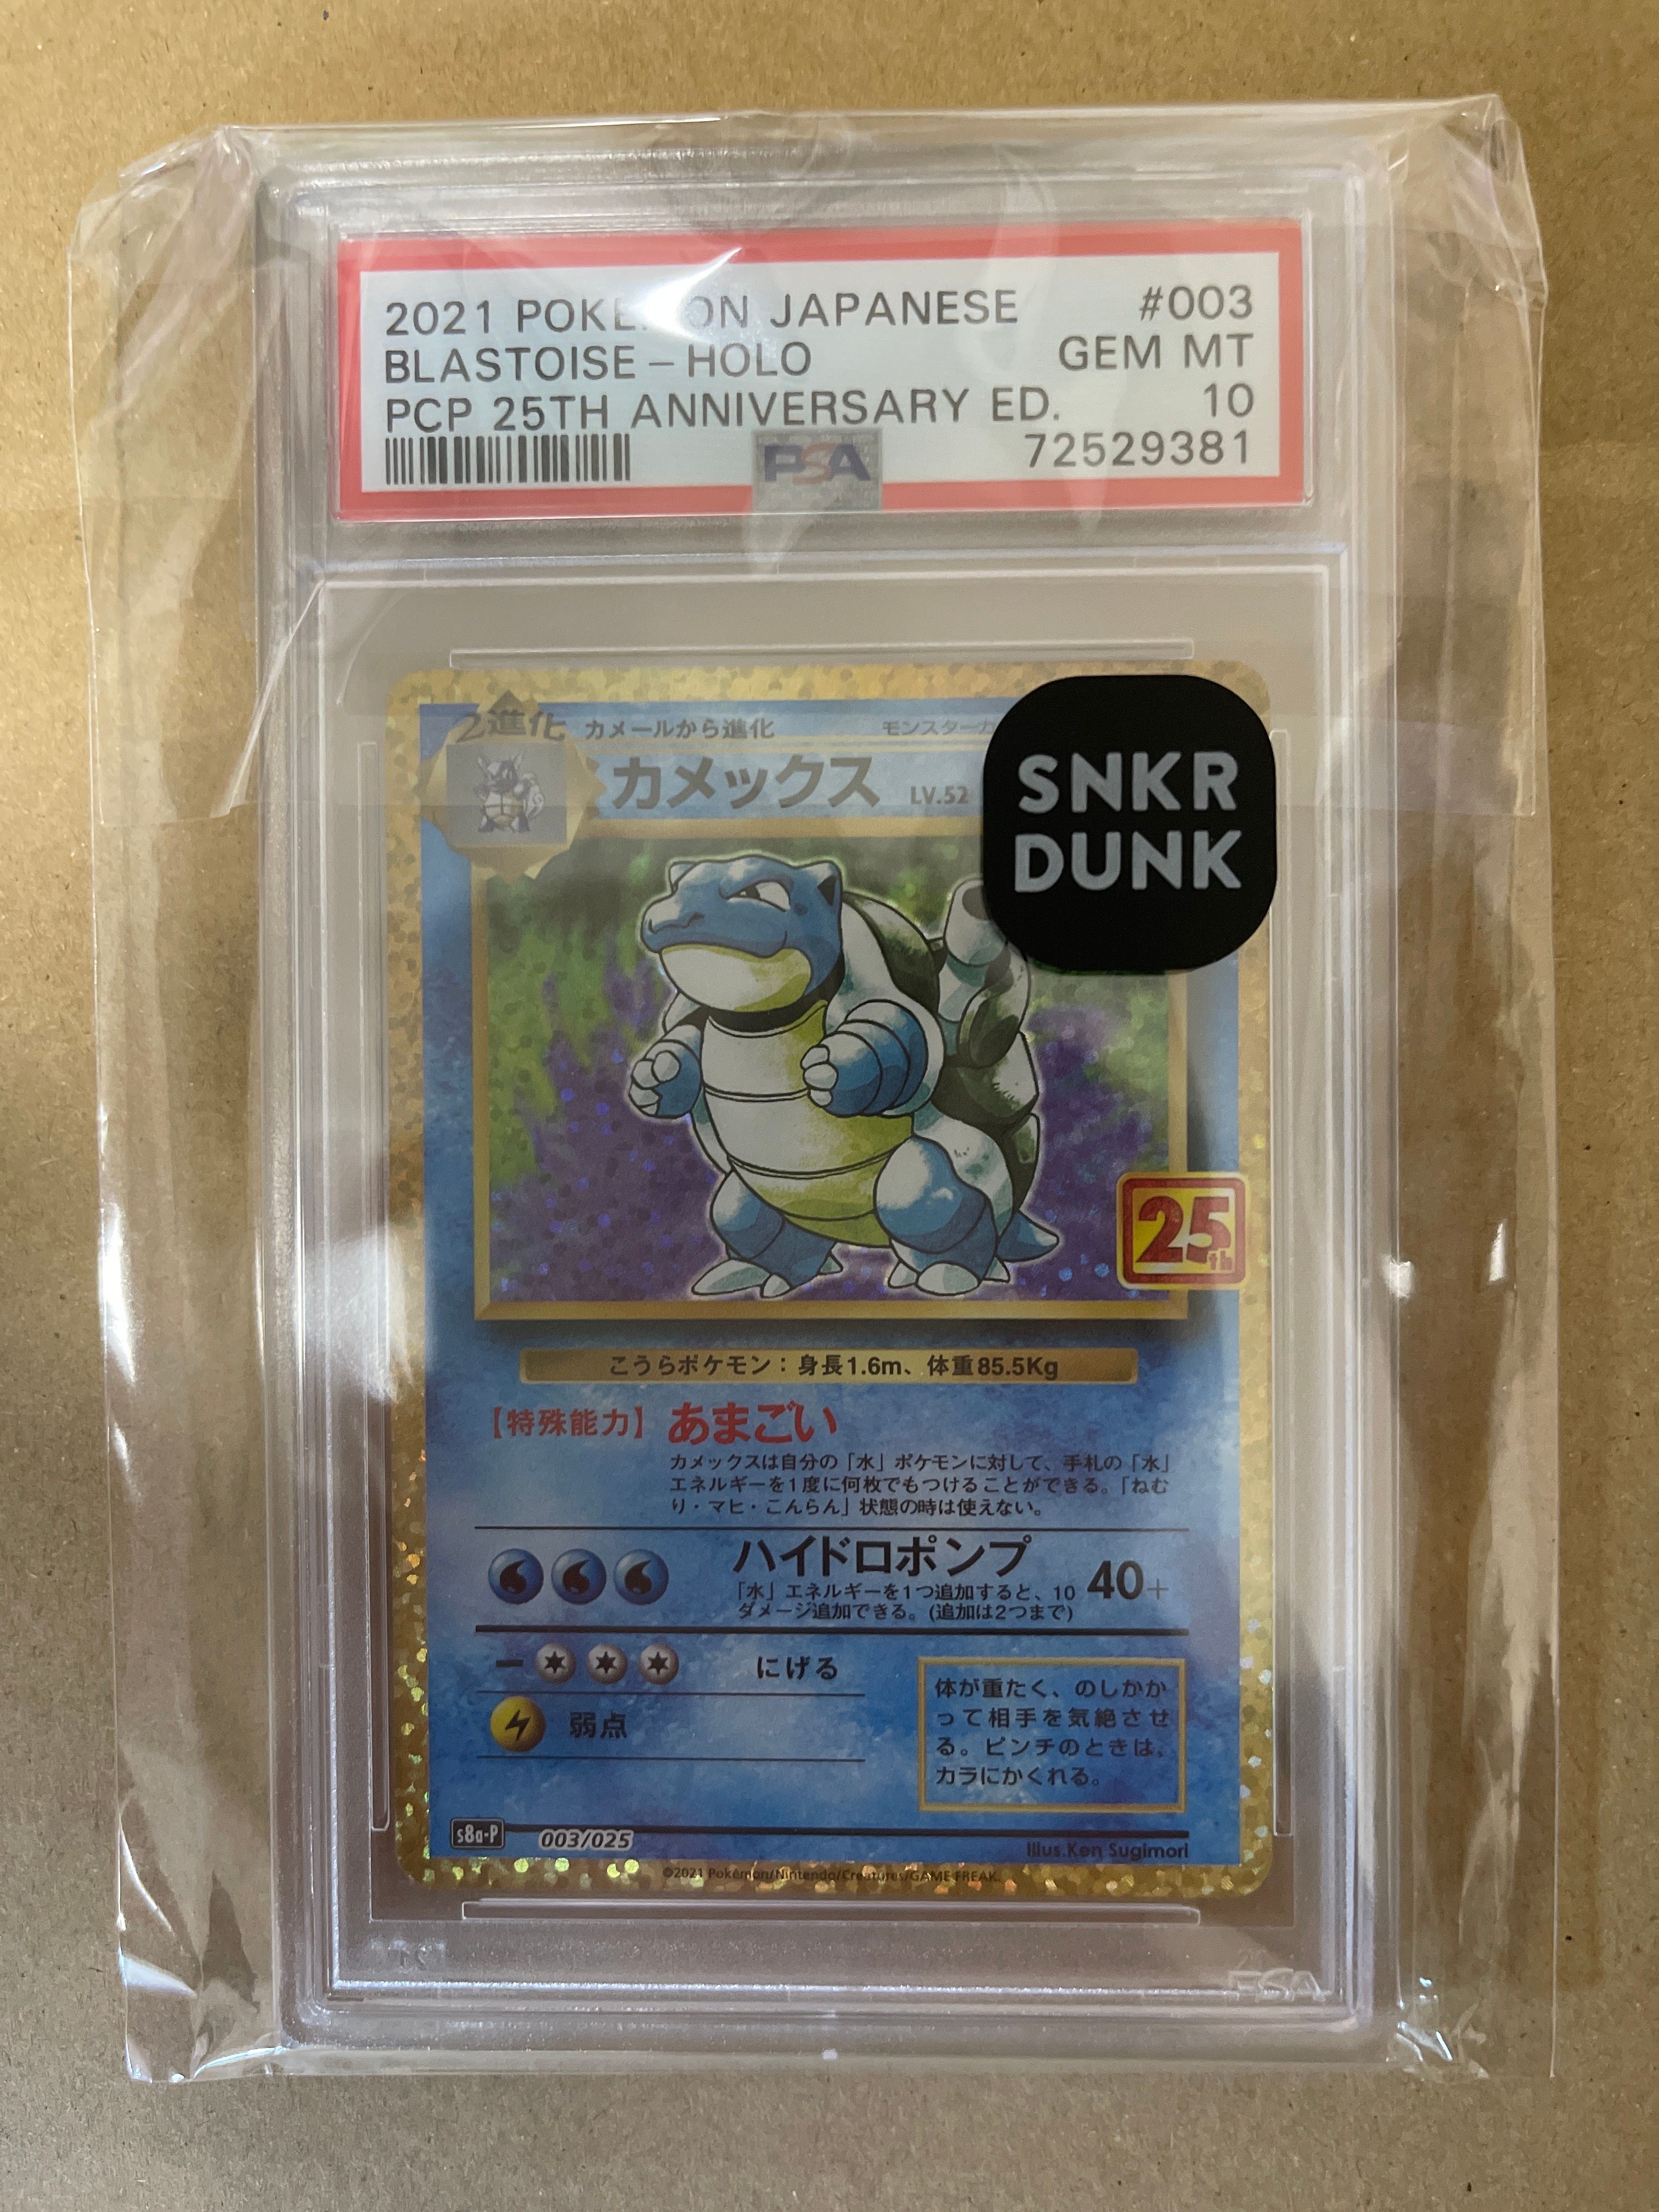 2021 POKEMON JAPANESE #003
BLASTOISE-HOLO GEM MT
PCP 25TH ANNIVERSARY ED. 10
PSA 72529381
SNKR
DUNK
2進化 カメールから進化 モンスターカ
カメックス LV.52
25th
こうらポケモン：身長1.6m、体重85.5Kg
【特殊能力】あまごい
カメックスは自分の「水」ポケモンに対して、手札の「水」
エネルギーを1度に何枚でもつけることができる。「ねむ
り・マヒ・こんらん」状態の時は使えない。
ハイドロポンプ 40+
「水」エネルギーを1つ追加すると、10
ダメージ追加できる。(追加は2つまで)
にげる
弱点
体が重たく、のしかか
って相手を気絶させ
る。ピンチのときは、
カラにかくれる。
s8a-P 003/025 Illus.Ken Sugimori
©2021 Pokémon/Nintendo/Creatures/GAME FREAK.
PSA